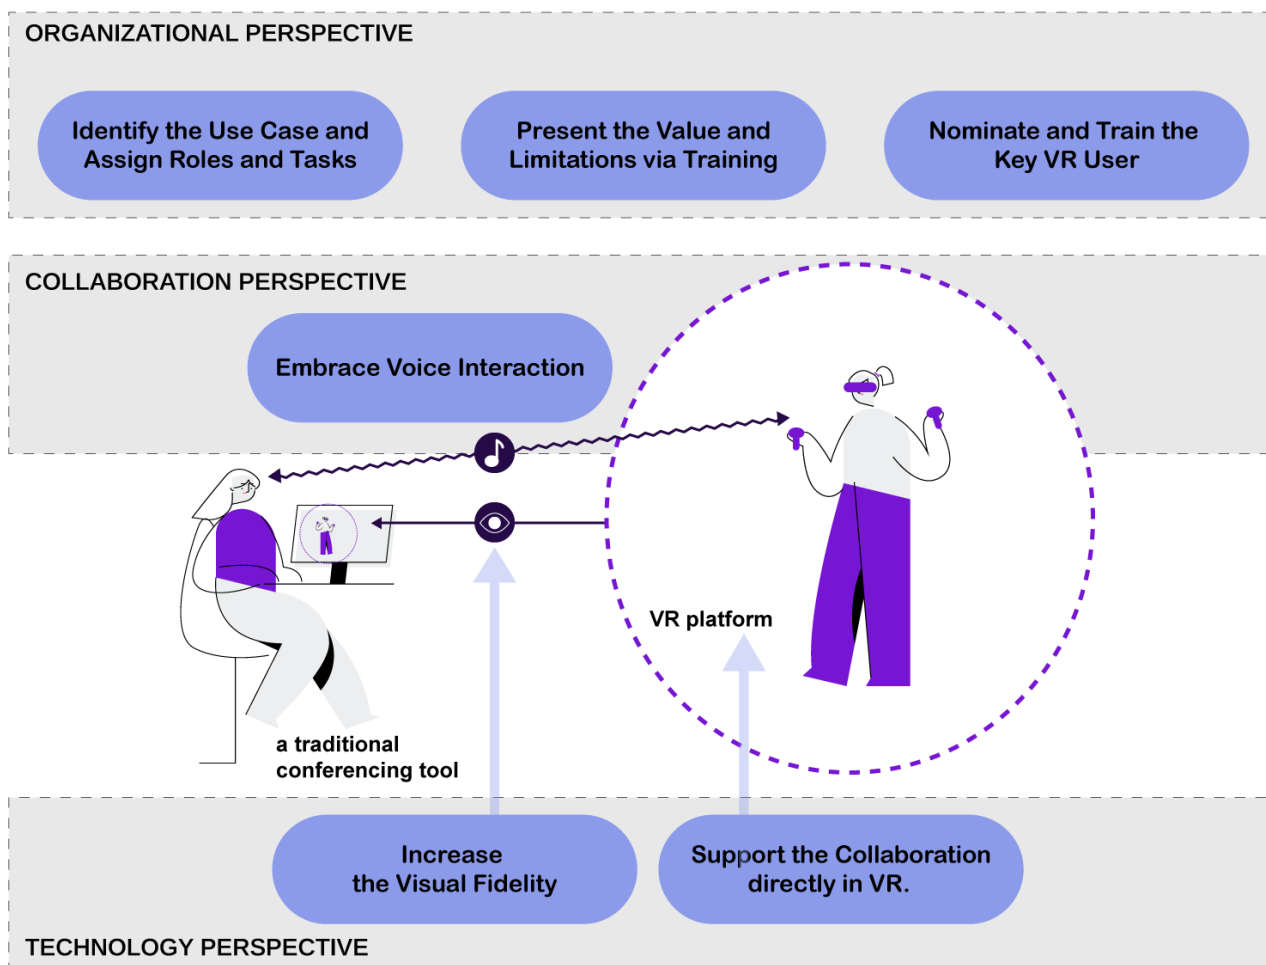 ORGANIZATIONAL PERSPECTIVE
Identify the Use Case and
Assign Roles and Tasks
Present the Value and
Limitations via Training
Nominate and Train the
Key VR User
COLLABORATION PERSPECTIVE
Embrace Voice Interaction
VR platform
a traditional
conferencing tool
Increase
the Visual Fidelity
Support the Collaboration
directly in VR.
TECHNOLOGY PERSPECTIVE